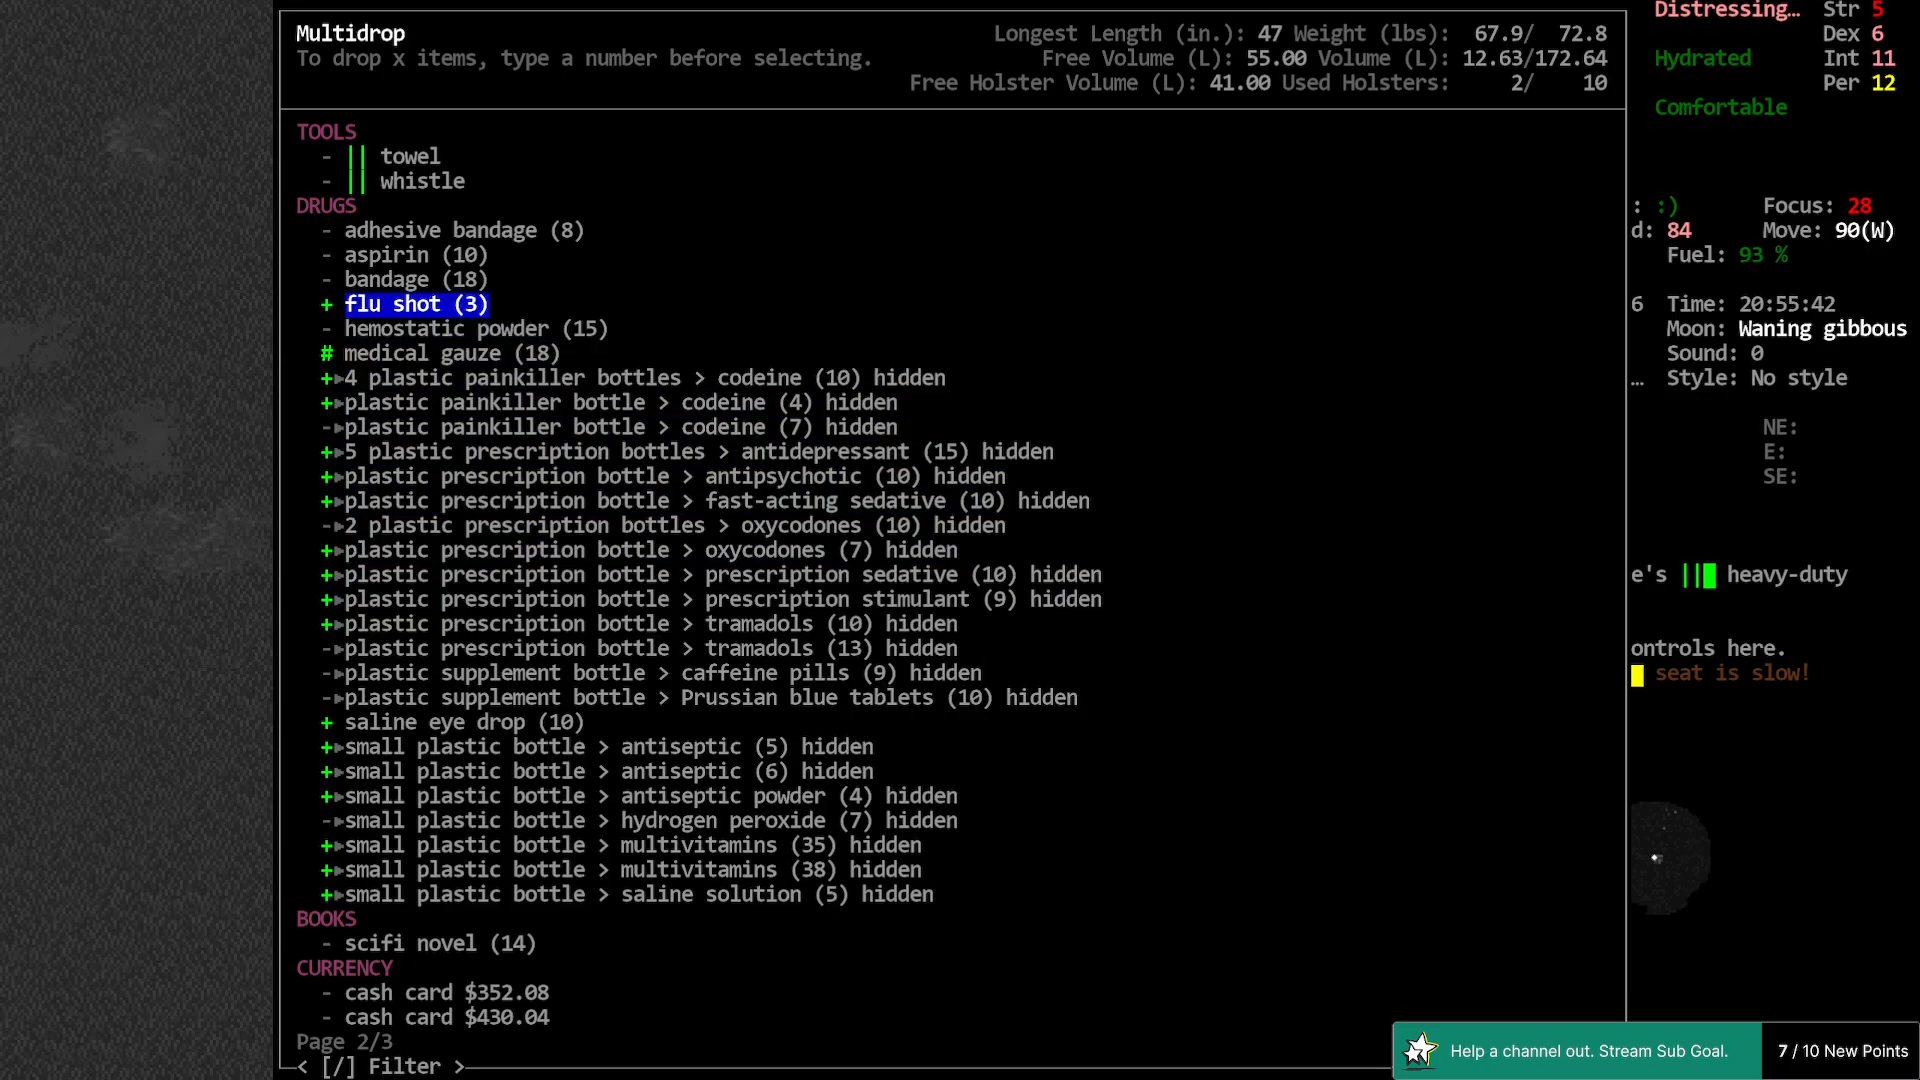 Multidrop
To drop x items, type a number before selecting.
Longest Length (in.): 47 Weight (lbs): 67.9/ 72.8
Free Volume (L): 55.00 Volume (L): 12.63/172.64
Free Holster Volume (L): 41.00 Used Holsters: 2/ 10
TOOLS
- || towel
- || whistle
DRUGS
- adhesive bandage (8)
- aspirin (10)
- bandage (18)
+ flu shot (3)
- hemostatic powder (15)
# medical gauze (18)
+▸4 plastic painkiller bottles > codeine (10) hidden
+▸plastic painkiller bottle > codeine (4) hidden
-▸plastic painkiller bottle > codeine (7) hidden
+▸5 plastic prescription bottles > antidepressant (15) hidden
+▸plastic prescription bottle > antipsychotic (10) hidden
+▸plastic prescription bottle > fast-acting sedative (10) hidden
-▸2 plastic prescription bottles > oxycodones (10) hidden
+▸plastic prescription bottle > oxycodones (7) hidden
+▸plastic prescription bottle > prescription sedative (10) hidden
+▸plastic prescription bottle > prescription stimulant (9) hidden
+▸plastic prescription bottle > tramadols (10) hidden
-▸plastic prescription bottle > tramadols (13) hidden
-▸plastic supplement bottle > caffeine pills (9) hidden
-▸plastic supplement bottle > Prussian blue tablets (10) hidden
+ saline eye drop (10)
+▸small plastic bottle > antiseptic (5) hidden
+▸small plastic bottle > antiseptic (6) hidden
+▸small plastic bottle > antiseptic powder (4) hidden
-▸small plastic bottle > hydrogen peroxide (7) hidden
+▸small plastic bottle > multivitamins (35) hidden
+▸small plastic bottle > multivitamins (38) hidden
+▸small plastic bottle > saline solution (5) hidden
BOOKS
- scifi novel (14)
CURRENCY
- cash card $352.08
- cash card $430.04
Page 2/3
< [/] Filter >
Distressing… Str 5
Dex 6
Hydrated Int 11
Per 12
Comfortable
: :) Focus: 28
d: 84 Move: 90(W)
Fuel: 93 %
6 Time: 20:55:42
Moon: Waning gibbous
Sound: 0
… Style: No style
NE:
E:
SE:
e's || heavy-duty
ontrols here.
seat is slow!
Help a channel out. Stream Sub Goal. 7 / 10 New Points